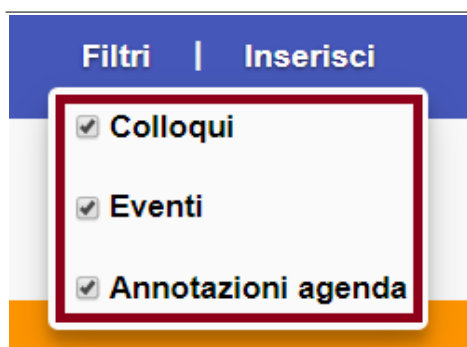 Filtri | Inserisci
Colloqui
Eventi
Annotazioni agenda